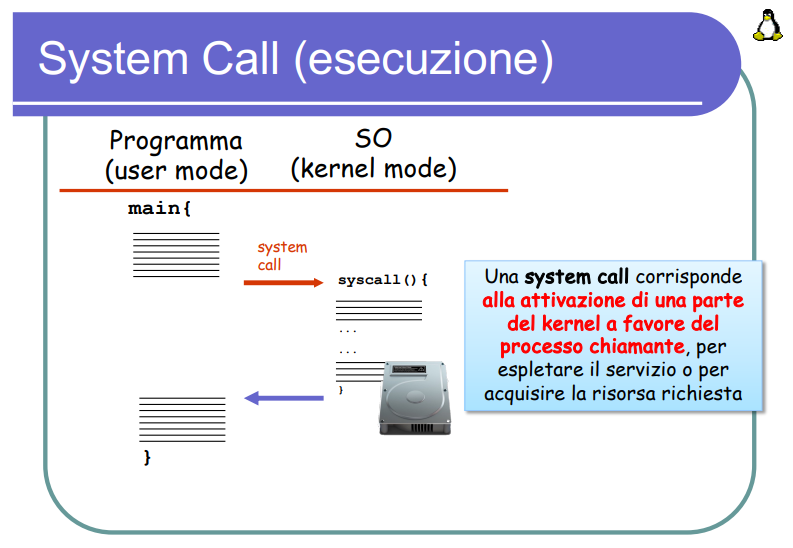 System Call (esecuzione)
Programma
(user mode)
SO
(kernel mode)
main{
system
call
syscall(){
...
...
}
}
Una system call corrisponde
alla attivazione di una parte
del kernel a favore del
processo chiamante, per
espletare il servizio o per
acquisire la risorsa richiesta